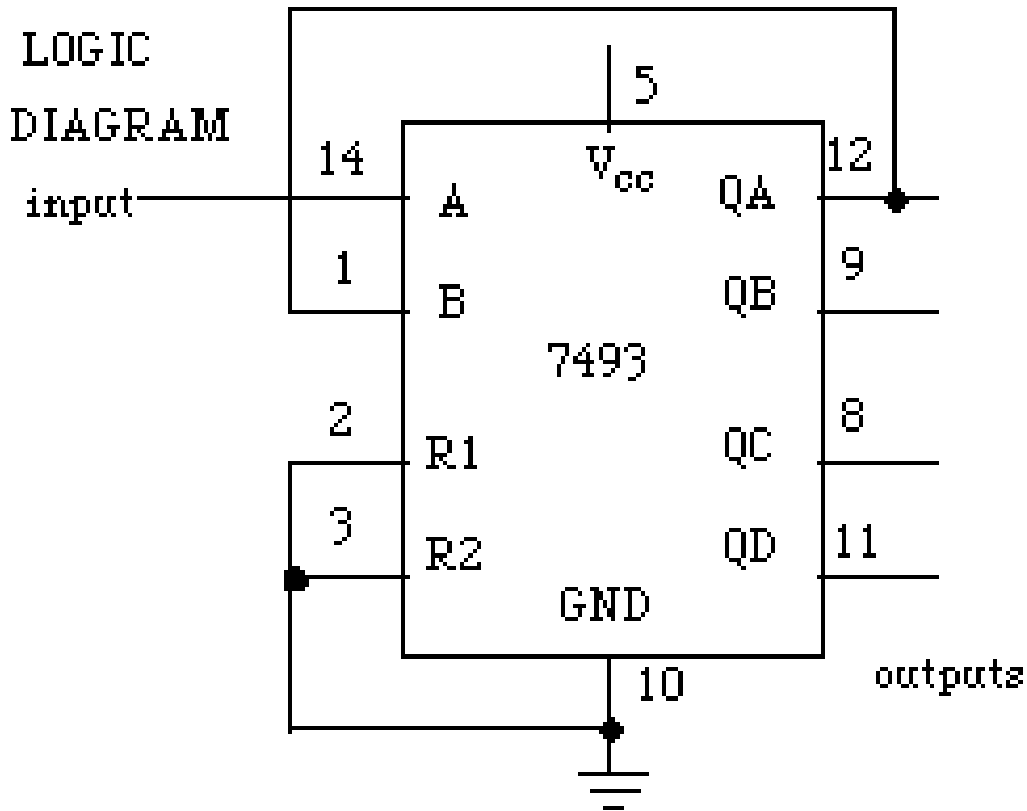 LOGIC
DIAGRAM
input
14
A
1
B
2
R1
3
R2
5
Vcc
7493
GND
10
12
QA
9
QB
8
QC
11
QD
outputs